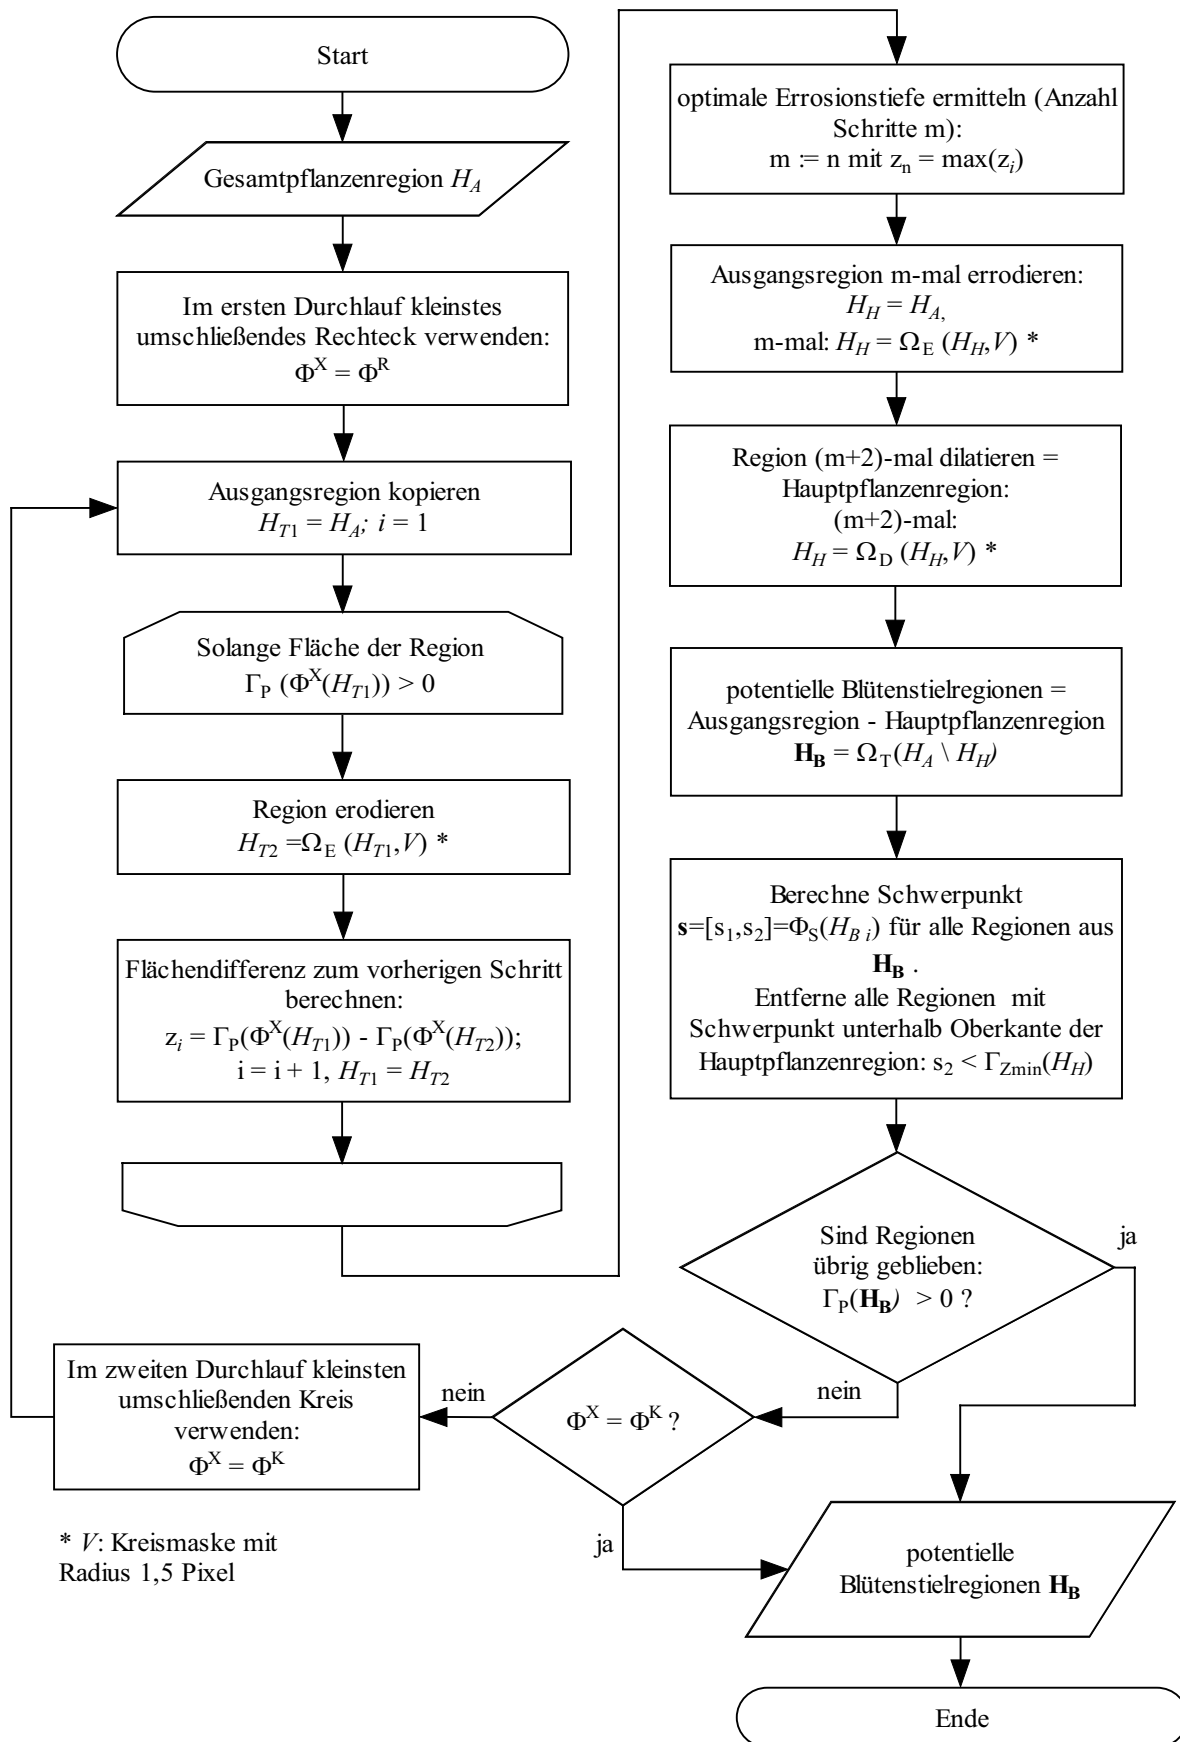 Start
Gesamtpflanzenregion H_A
Im ersten Durchlauf kleinstes
umschließendes Rechteck verwenden:
Φ^X = Φ^R
Ausgangsregion kopieren
H_T1 = H_A; i = 1
Solange Fläche der Region
Γ_P (Φ^X(H_T1)) > 0
Region erodieren
H_T2 =Ω_E (H_T1,V) *
Flächendifferenz zum vorherigen Schritt
berechnen:
z_i = Γ_P(Φ^X(H_T1)) - Γ_P(Φ^X(H_T2));
i = i + 1, H_T1 = H_T2
optimale Errosionstiefe ermitteln (Anzahl
Schritte m):
m := n mit z_n = max(z_i)
Ausgangsregion m-mal errodieren:
H_H = H_A,
m-mal: H_H = Ω_E (H_H,V) *
Region (m+2)-mal dilatieren =
Hauptpflanzenregion:
(m+2)-mal:
H_H = Ω_D (H_H,V) *
potentielle Blütenstielregionen =
Ausgangsregion - Hauptpflanzenregion
H_B = Ω_T(H_A \ H_H)
Berechne Schwerpunkt
s=[s_1,s_2]=Φ_S(H_B i) für alle Regionen aus
H_B .
Entferne alle Regionen mit
Schwerpunkt unterhalb Oberkante der
Hauptpflanzenregion: s_2 < Γ_Zmin(H_H)
Sind Regionen
übrig geblieben:
Γ_P(H_B) > 0 ?
ja
nein
Φ^X = Φ^K ?
nein
ja
Im zweiten Durchlauf kleinsten
umschließenden Kreis
verwenden:
Φ^X = Φ^K
* V: Kreismaske mit
Radius 1,5 Pixel
potentielle
Blütenstielregionen H_B
Ende